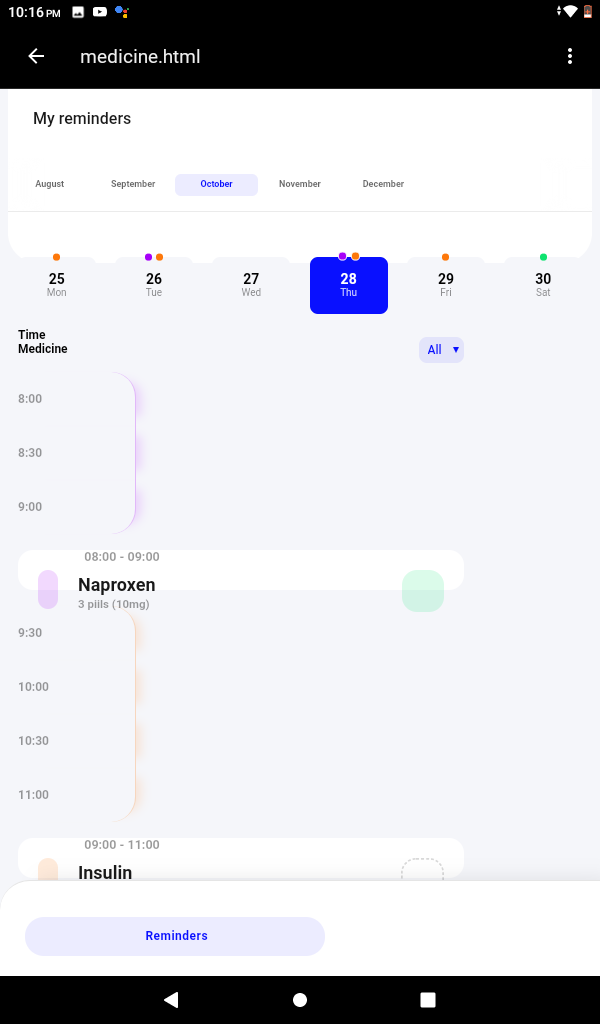 10:16 PM
medicine.html
My reminders
August September October November December
25 26 27 28 29 30
Mon Tue Wed Thu Fri Sat
Time
Medicine
All
8:00
8:30
9:00
08:00 - 09:00
Naproxen
3 piills (10mg)
9:30
10:00
10:30
11:00
09:00 - 11:00
Insulin
Reminders